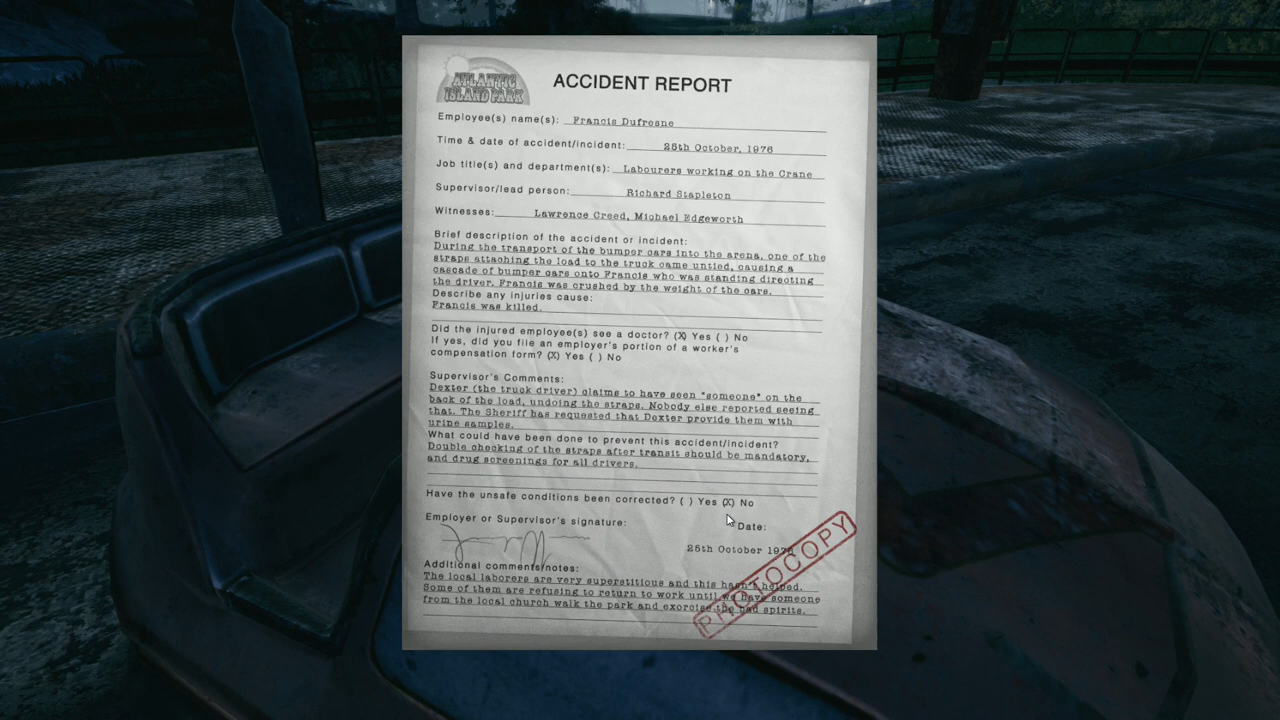 ATLANTIC
ISLAND PARK
ACCIDENT REPORT
Employee(s) name(s): Francis Dufresne
Time & date of accident/incident: 25th October, 1976
Job title(s) and department(s): Labourers working on the Crane
Supervisor/lead person: Richard Stapleton
Witnesses: Lawrence Creed, Michael Edgeworth
Brief description of the accident or incident:
During the transport of the bumper cars into the arena, one of the
straps attaching the load to the truck came untied, causing a
cascade of bumper cars onto Francis who was standing directing
the driver. Francis was crushed by the weight of the cars.
Describe any injuries cause:
Francis was killed.
Did the injured employee(s) see a doctor? (X) Yes ( ) No
If yes, did you file an employer's portion of a worker's
compensation form? (X) Yes ( ) No
Supervisor's Comments:
Dexter (the truck driver) claims to have seen "someone" on the
back of the load, undoing the straps. Nobody else reported seeing
that. The Sheriff has requested that Dexter provide them with
urine samples.
What could have been done to prevent this accident/incident?
Double checking of the straps after transit should be mandatory,
and drug screenings for all drivers.
Have the unsafe conditions been corrected? ( ) Yes (X) No
Employer or Supervisor's signature:
Date:
25th October 1976
Additional comments/notes:
The local laborers are very superstitious and this hasn't helped.
Some of them are refusing to return to work until we have someone
from the local church walk the park and exorcise the bad spirits.
PHOTOCOPY